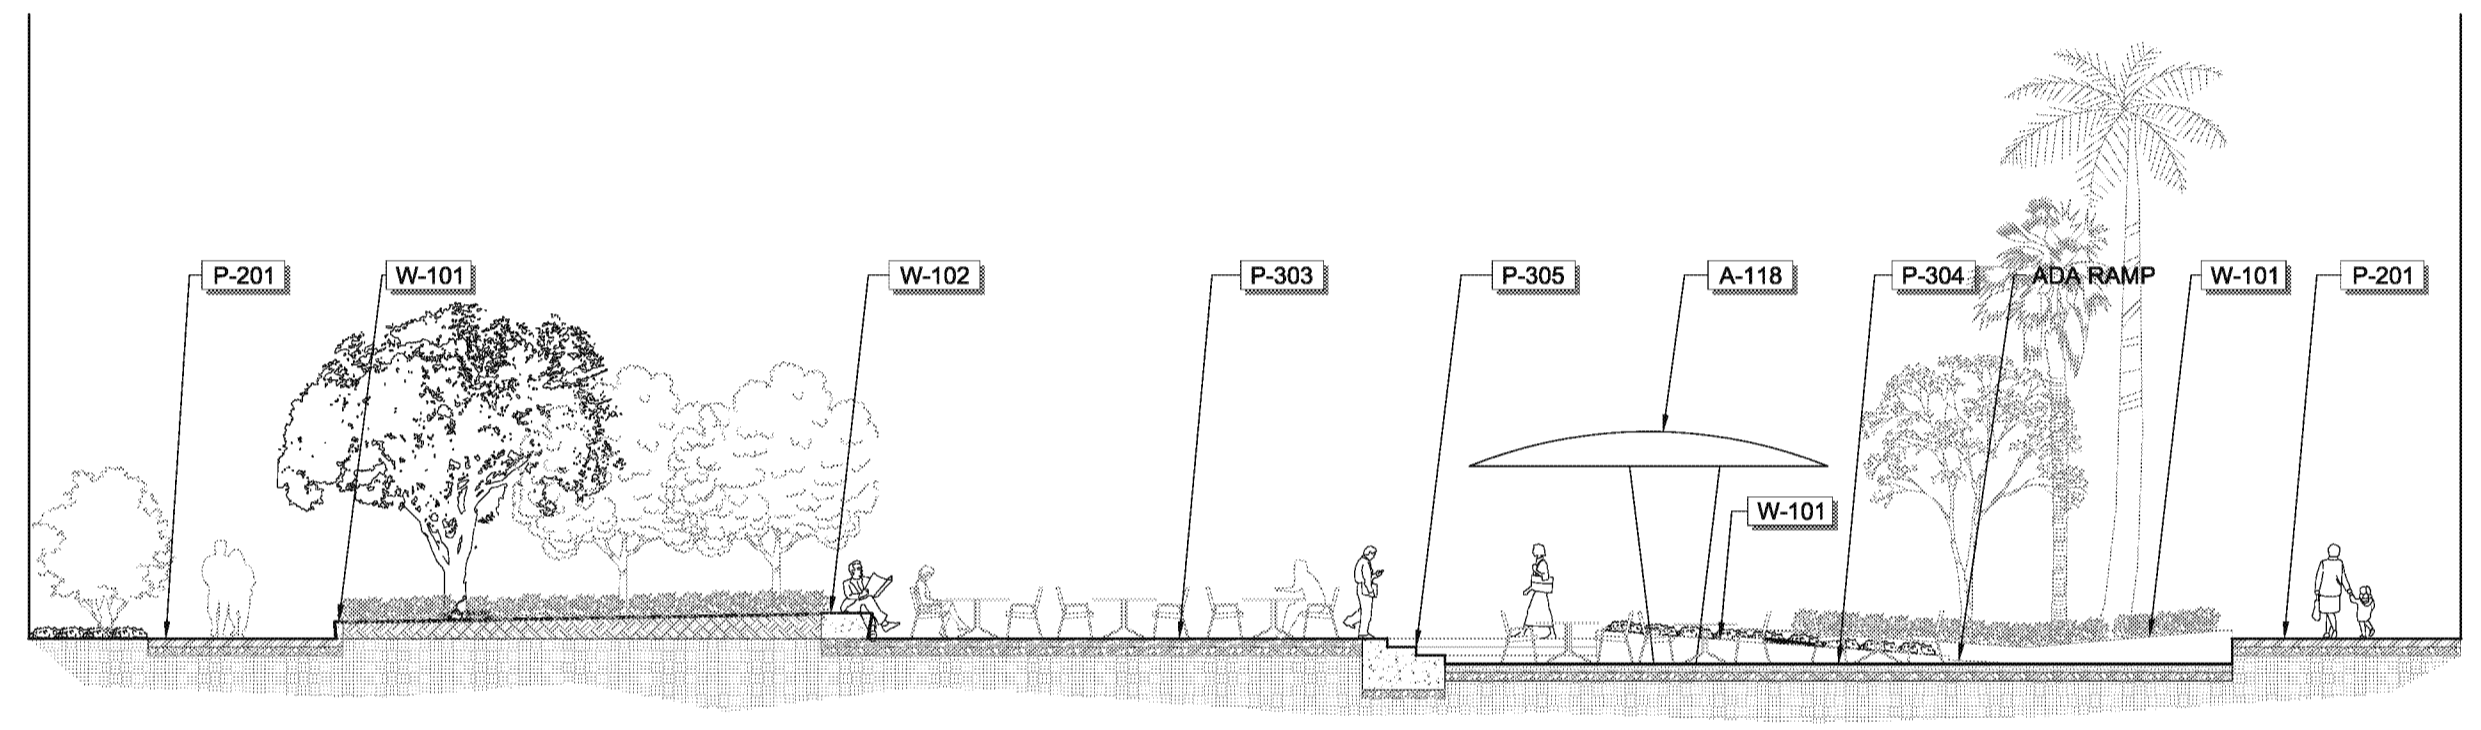 P-201
W-101
W-102
P-303
P-305
A-118
P-304
ADA RAMP
W-101
P-201
W-101